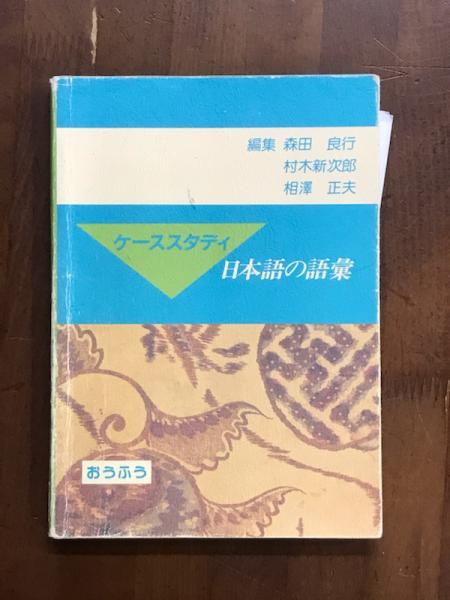 編集 森田 良行
村木新次郎
相澤 正夫
ケーススタディ
日本語の語彙
おうふう